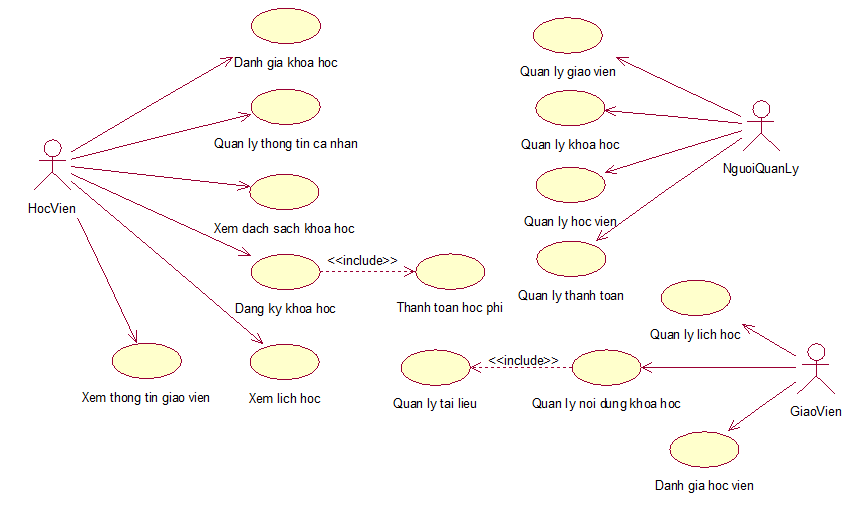 Danh gia khoa hoc
Quan ly thong tin ca nhan
HocVien
Xem dach sach khoa hoc
<<include>>
Dang ky khoa hoc
Thanh toan hoc phi
Xem thong tin giao vien
Xem lich hoc
Quan ly giao vien
Quan ly khoa hoc
NguoiQuanLy
Quan ly hoc vien
Quan ly thanh toan
Quan ly lich hoc
<<include>>
Quan ly tai lieu
Quan ly noi dung khoa hoc
GiaoVien
Danh gia hoc vien